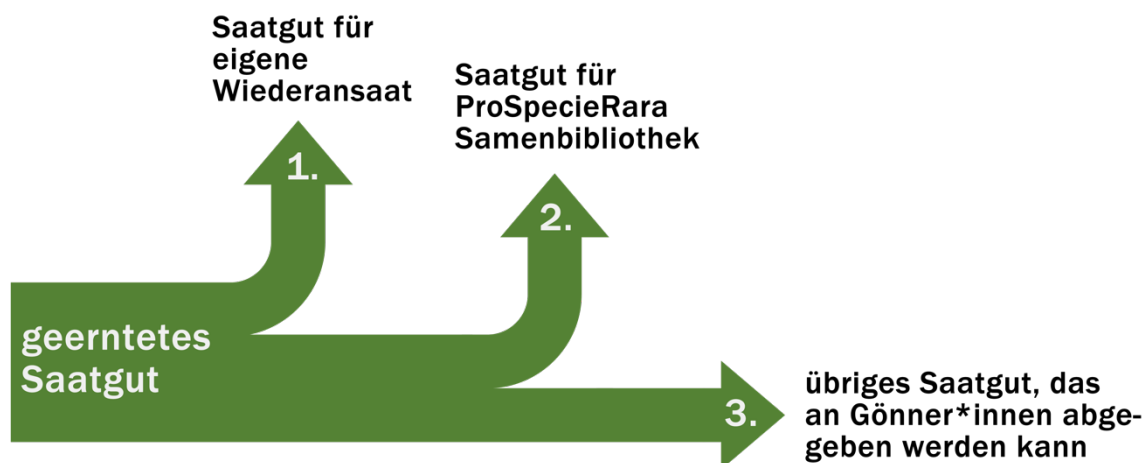 Saatgut für
eigene
Wiederansaat
1.
Saatgut für
ProSpecieRara
Samenbibliothek
2.
geerntetes
Saatgut
3.
übriges Saatgut, das
an Gönner*innen abge-
geben werden kann